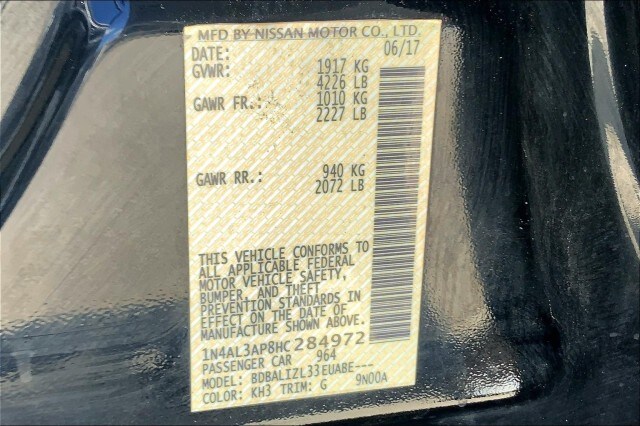 MFD BY NISSAN MOTOR CO., LTD.
DATE: 06/17
GVWR: 1917 KG
4226 LB
GAWR FR.: 1010 KG
2227 LB
GAWR RR.: 940 KG
2072 LB
THIS VEHICLE CONFORMS TO
ALL APPLICABLE FEDERAL
MOTOR VEHICLE SAFETY,
BUMPER, AND THEFT
PREVENTION STANDARDS IN
EFFECT ON THE DATE OF
MANUFACTURE SHOWN ABOVE.
1N4AL3AP8HC284972
PASSENGER CAR 964
MODEL: BDBALIZL33EUABE---
COLOR: KH3 TRIM: G 9N00A